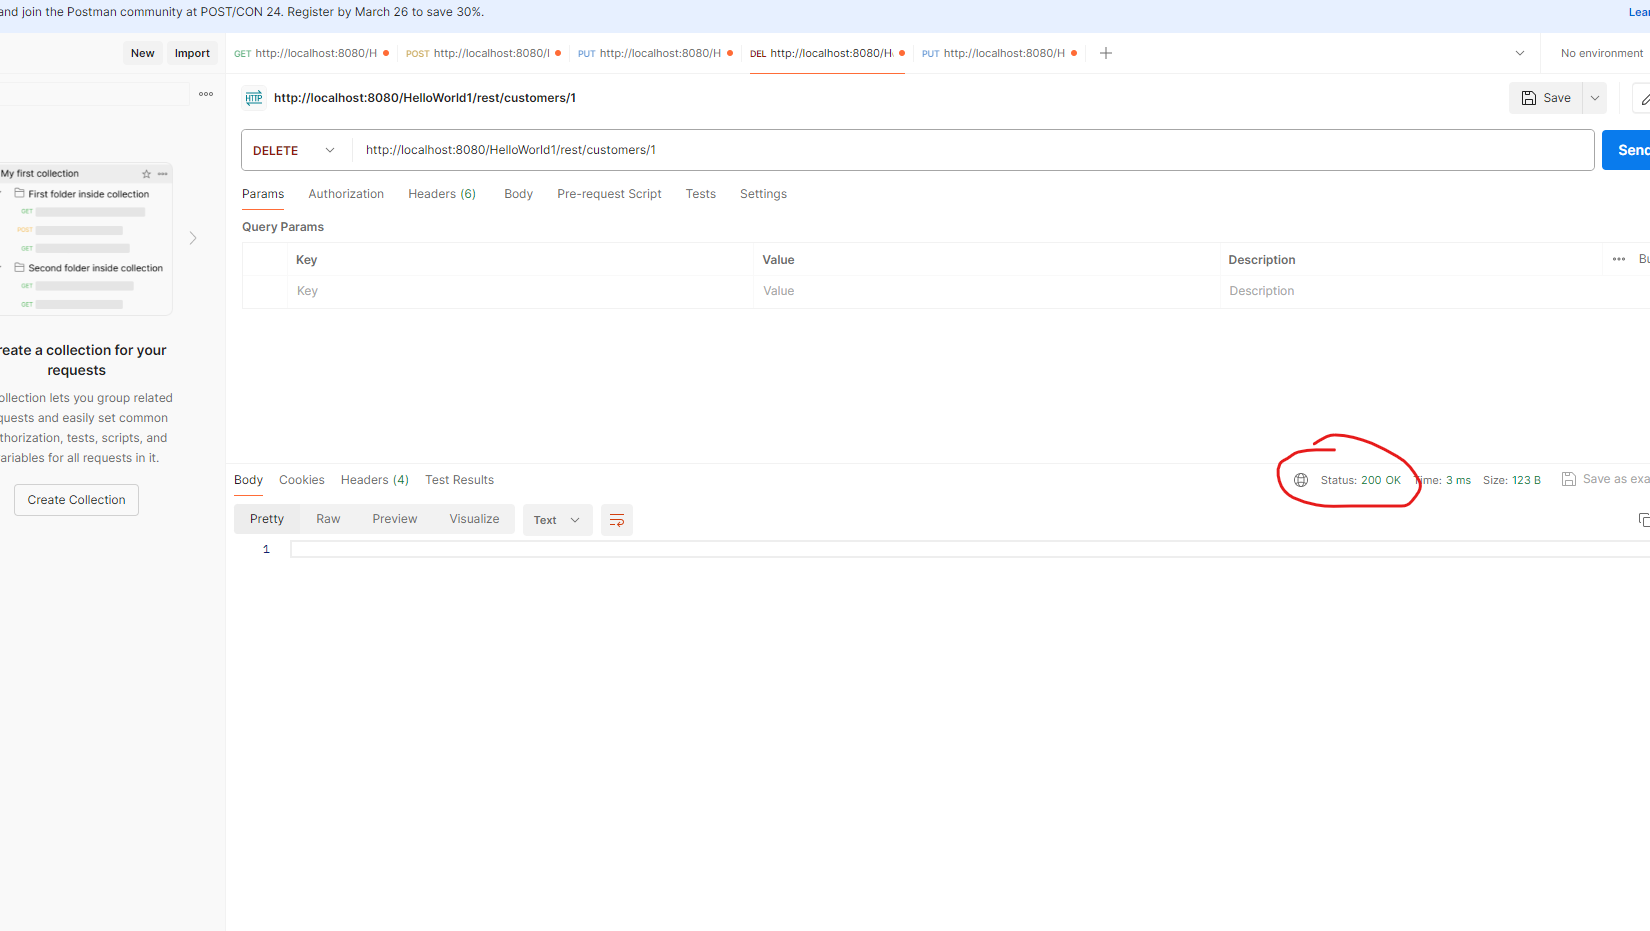 and join the Postman community at POST/CON 24. Register by March 26 to save 30%.
New Import
GET http://localhost:8080/H POST http://localhost:8080/ PUT http://localhost:8080/H DEL http://localhost:8080/H PUT http://localhost:8080/H No environment
HTTP http://localhost:8080/HelloWorld1/rest/customers/1 Save
DELETE http://localhost:8080/HelloWorld1/rest/customers/1 Send
Params Authorization Headers (6) Body Pre-request Script Tests Settings
Query Params
Key Value Description
Key Value Description
My first collection
First folder inside collection
GET
POST
GET
Second folder inside collection
GET
GET
reate a collection for your
requests
ollection lets you group related
quests and easily set common
thorization, tests, scripts, and
ariables for all requests in it.
Create Collection
Body Cookies Headers (4) Test Results Status: 200 OK Time: 3 ms Size: 123 B Save as exa
Pretty Raw Preview Visualize Text
1